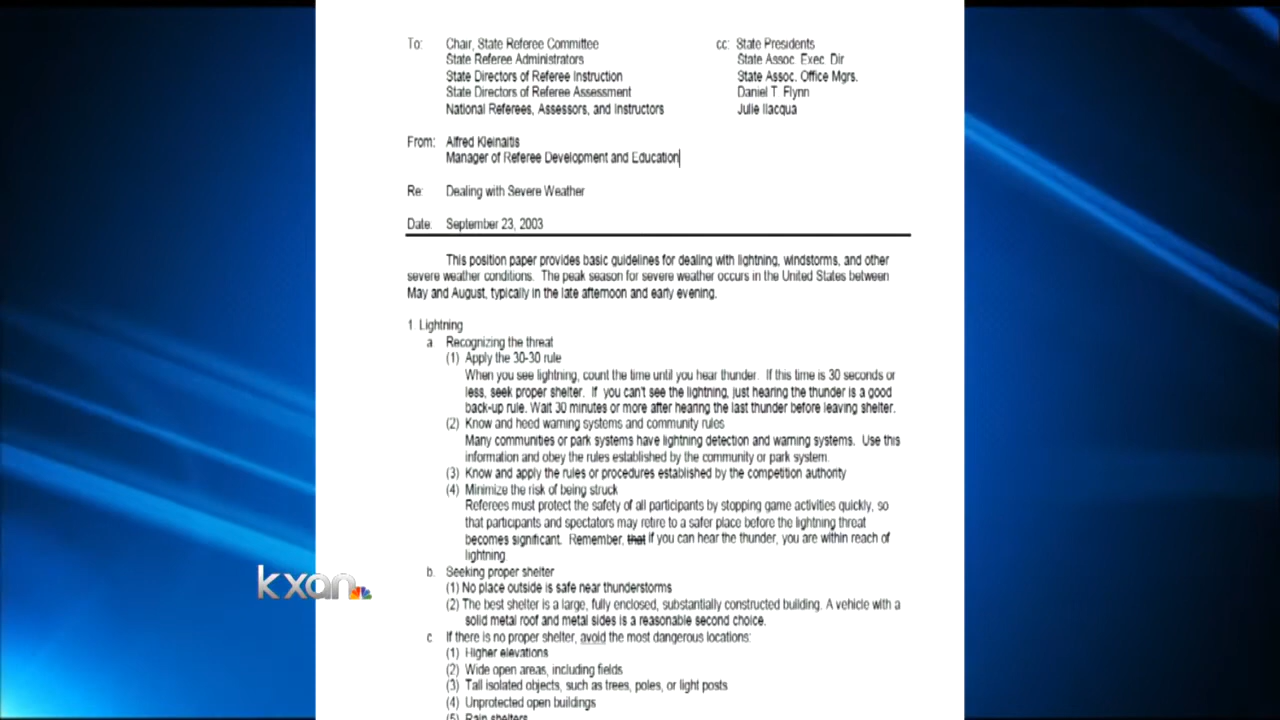 To: Chair, State Referee Committee
State Referee Administrators
State Directors of Referee Instruction
State Directors of Referee Assessment
National Referees, Assessors, and Instructors
cc: State Presidents
State Assoc. Exec. Dir
State Assoc. Office Mgrs.
Daniel T. Flynn
Julie Ilacqua
From: Alfred Kleinaitis
Manager of Referee Development and Education
Re: Dealing with Severe Weather
Date: September 23, 2003
This position paper provides basic guidelines for dealing with lightning, windstorms, and other
severe weather conditions. The peak season for severe weather occurs in the United States between
May and August, typically in the late afternoon and early evening.
1. Lightning
a Recognizing the threat
(1) Apply the 30-30 rule
When you see lightning, count the time until you hear thunder. If this time is 30 seconds or
less, seek proper shelter. If you can't see the lightning, just hearing the thunder is a good
back-up rule. Wait 30 minutes or more after hearing the last thunder before leaving shelter.
(2) Know and heed warning systems and community rules
Many communities or park systems have lightning detection and warning systems. Use this
information and obey the rules established by the community or park system.
(3) Know and apply the rules or procedures established by the competition authority
(4) Minimize the risk of being struck
Referees must protect the safety of all participants by stopping game activities quickly, so
that participants and spectators may retire to a safer place before the lightning threat
becomes significant. Remember, that if you can hear the thunder, you are within reach of
lightning.
b. Seeking proper shelter
(1) No place outside is safe near thunderstorms
(2) The best shelter is a large, fully enclosed, substantially constructed building. A vehicle with a
solid metal roof and metal sides is a reasonable second choice.
c If there is no proper shelter, avoid the most dangerous locations:
(1) Higher elevations
(2) Wide open areas, including fields
(3) Tall isolated objects, such as trees, poles, or light posts
(4) Unprotected open buildings
(5) Rain shelters
kxan